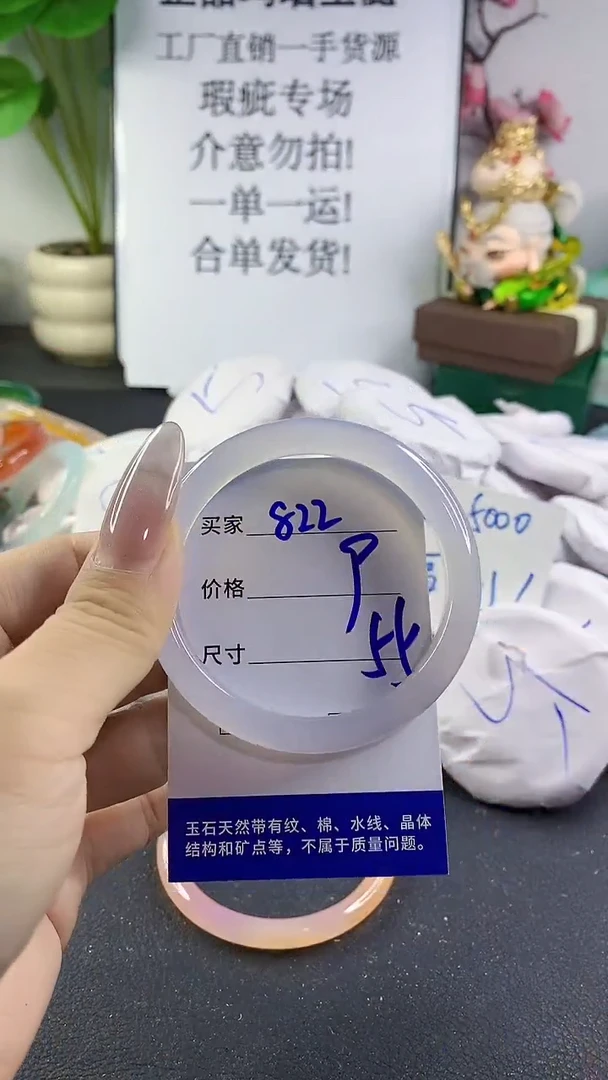 工厂直销一手货源
瑕疵专场
介意勿拍!
一单一运!
合单发货!
买家 822
价格 P
尺寸 54
5000
玉石天然带有纹、棉、水线、晶体
结构和矿点等，不属于质量问题。